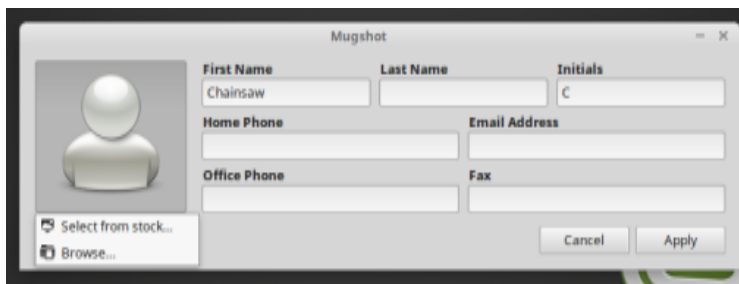 Mugshot
First Name Last Name Initials
Chainsaw C
Home Phone Email Address
Office Phone Fax
Select from stock...
Browse...
Cancel Apply